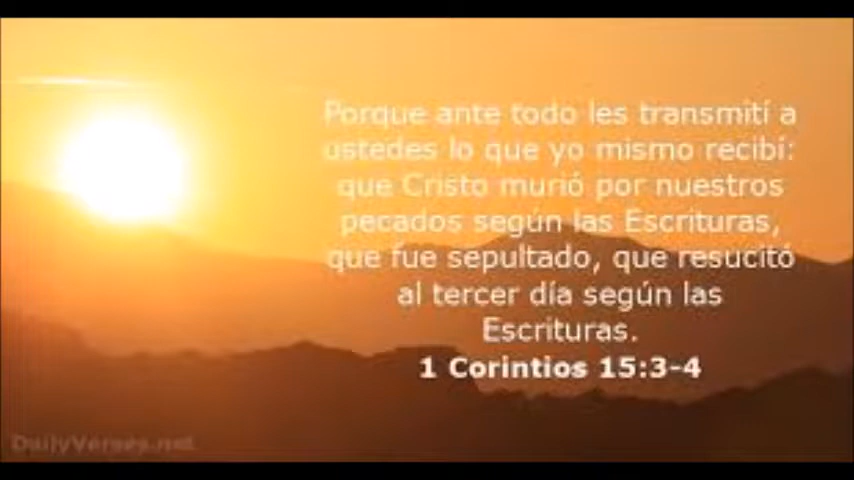 Porque ante todo les transmití a
ustedes lo que yo mismo recibí:
que Cristo murió por nuestros
pecados según las Escrituras,
que fue sepultado, que resucitó
al tercer día según las
Escrituras.
1 Corintios 15:3-4
DailyVerses.net